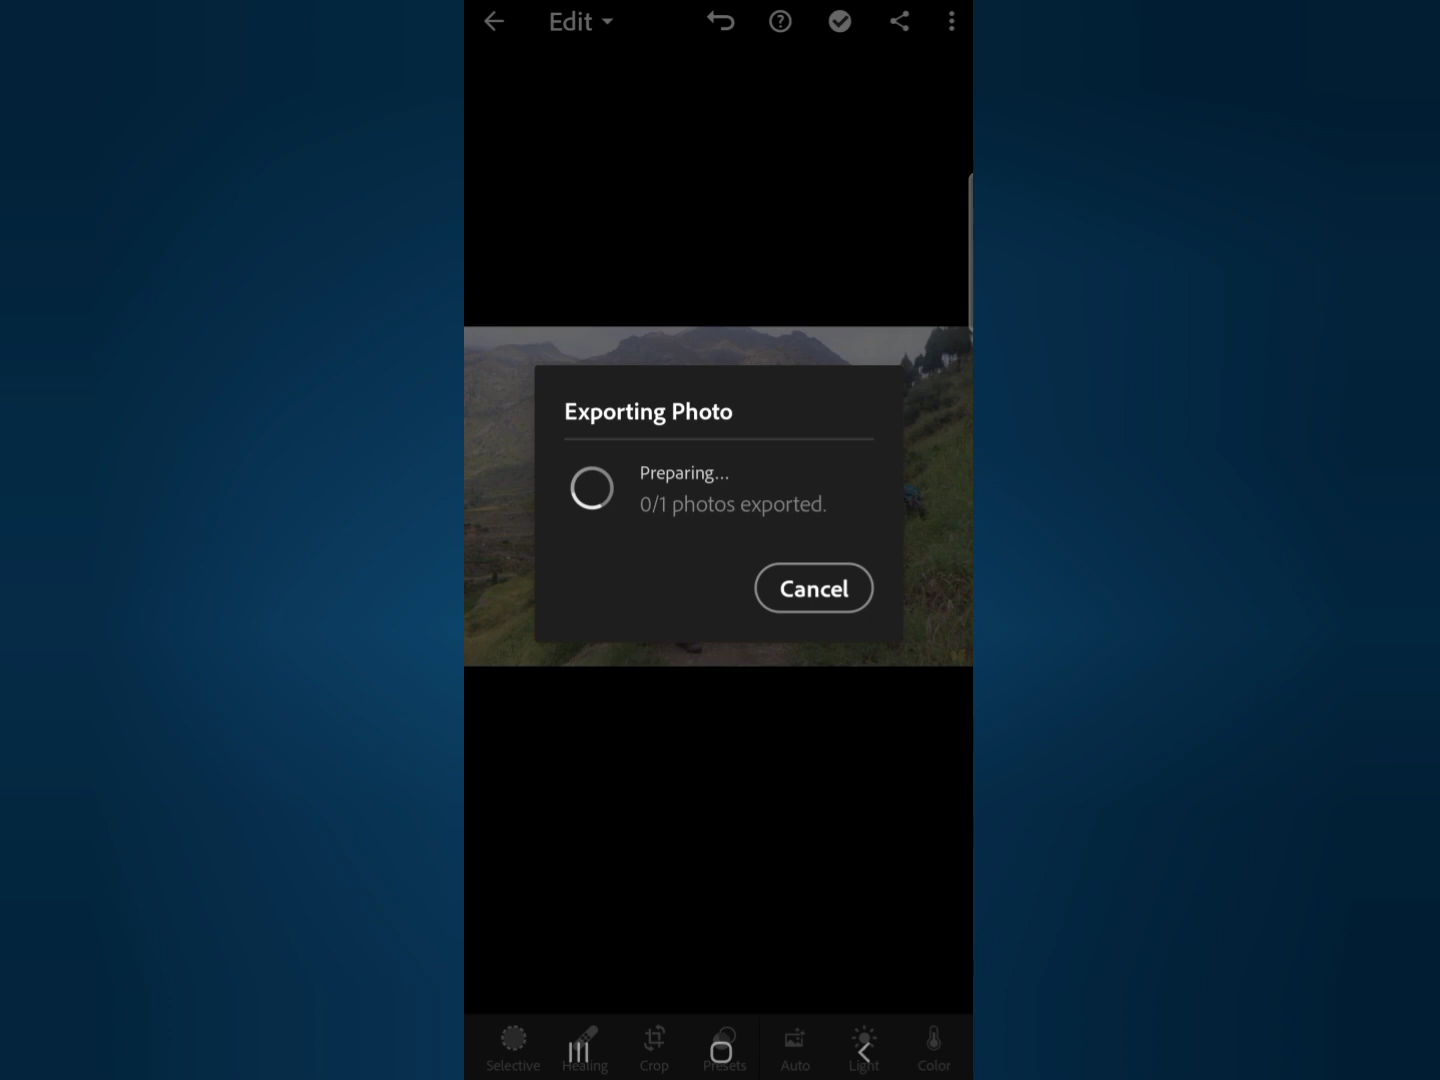 Edit
Exporting Photo
Preparing...
0/1 photos exported.
Cancel
Selective Healing Crop Presets Auto Light Color